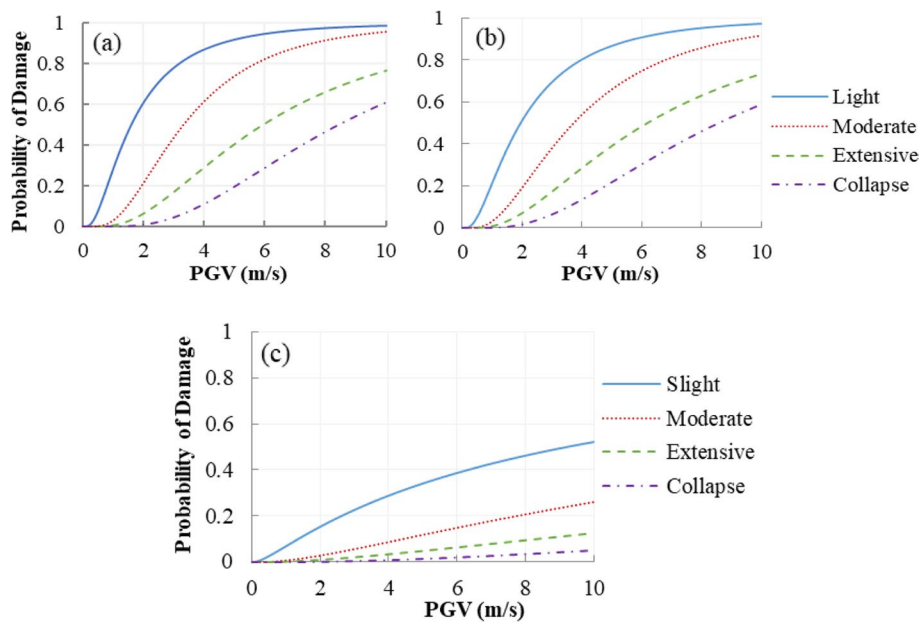 (a)
Probability of Damage
1
0.8
0.6
0.4
0.2
0
0 2 4 6 8 10
PGV (m/s)
(b)
1
0.8
0.6
0.4
0.2
0
0 2 4 6 8 10
PGV (m/s)
Light
Moderate
Extensive
Collapse
(c)
Probability of Damage
1
0.8
0.6
0.4
0.2
0
0 2 4 6 8 10
PGV (m/s)
Slight
Moderate
Extensive
Collapse